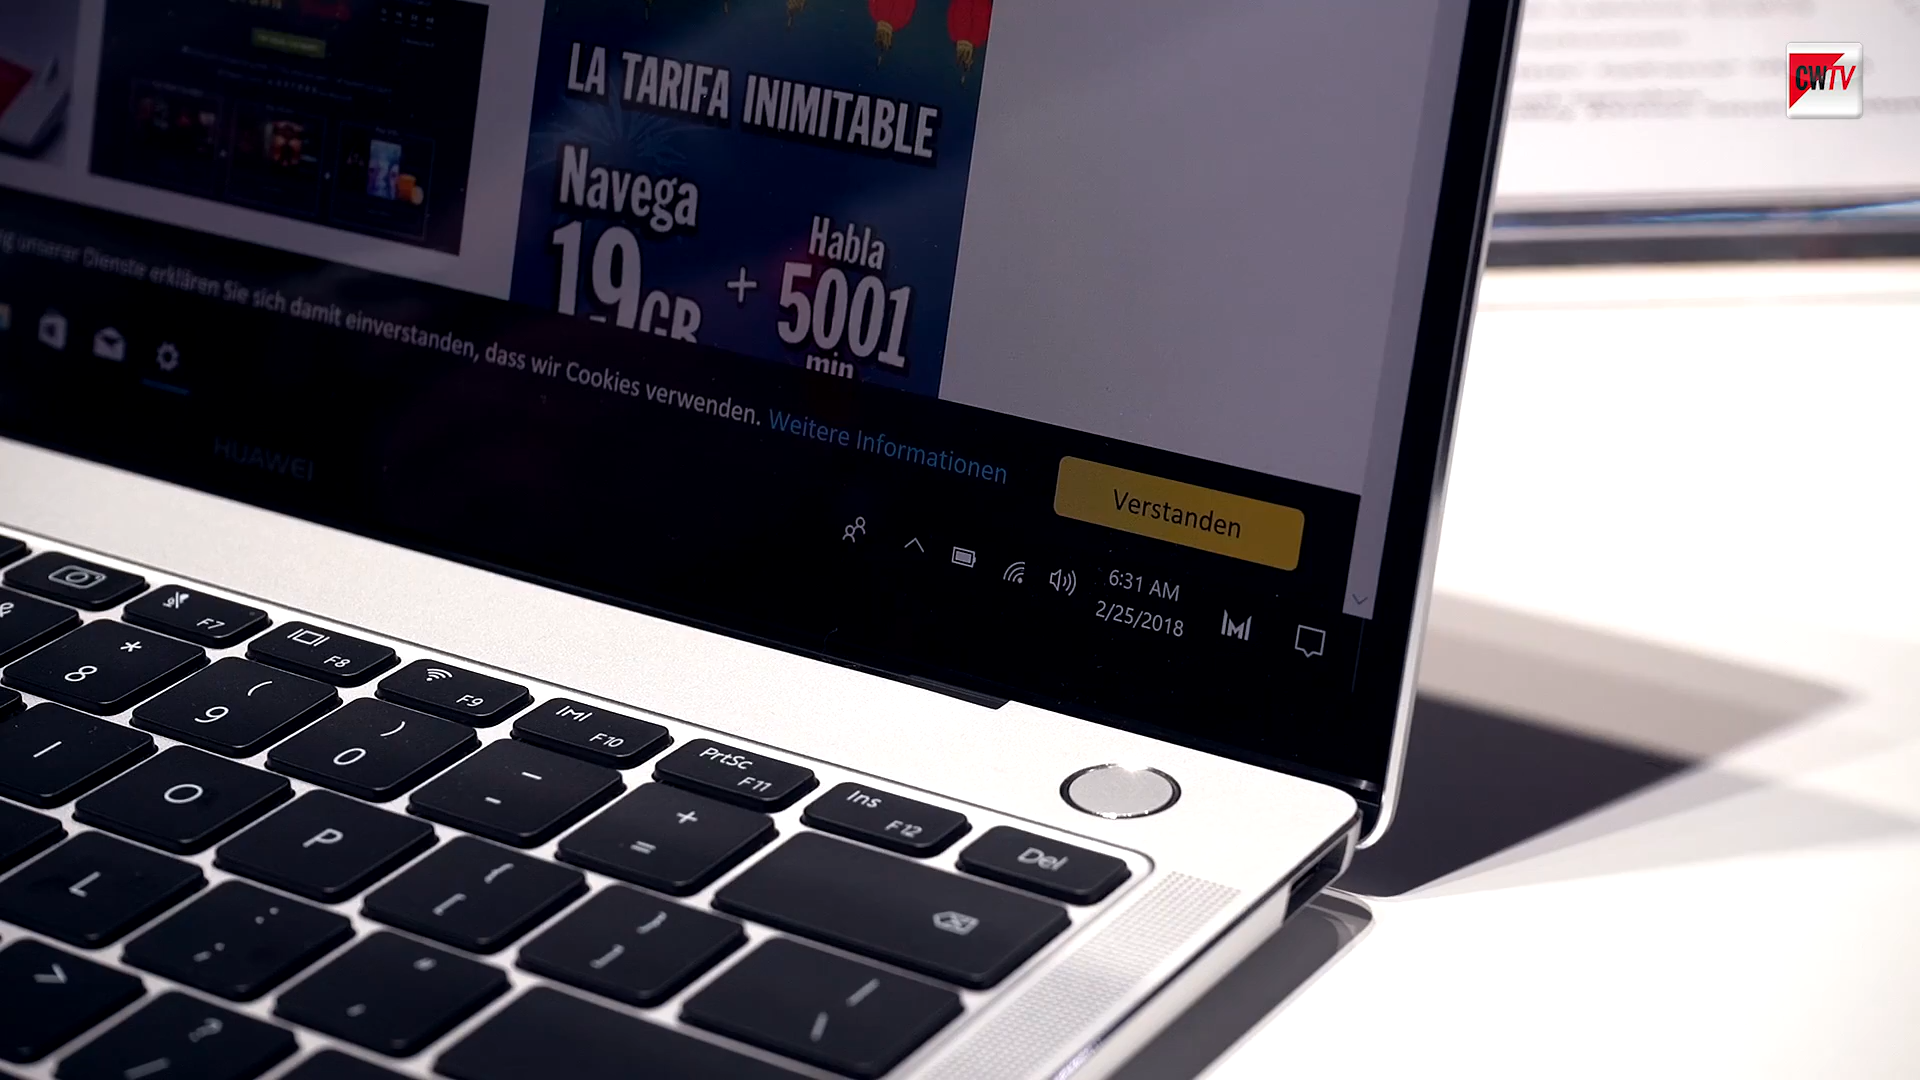 CWTV
LA TARIFA INIMITABLE
Navega
19GB
+
Habla
5001
min
unserer Dienste erklären Sie sich damit einverstanden, dass wir Cookies verwenden. Weitere Informationen
Verstanden
6:31 AM
2/25/2018
HUAWEI
F7
F8
F9
F10
PrtSc
F11
Ins
F12
Del
* 8
( 9
) 0
- -
+ =
I
O
P
{ [
} ]
L
: ;
" '
| \
>
? /